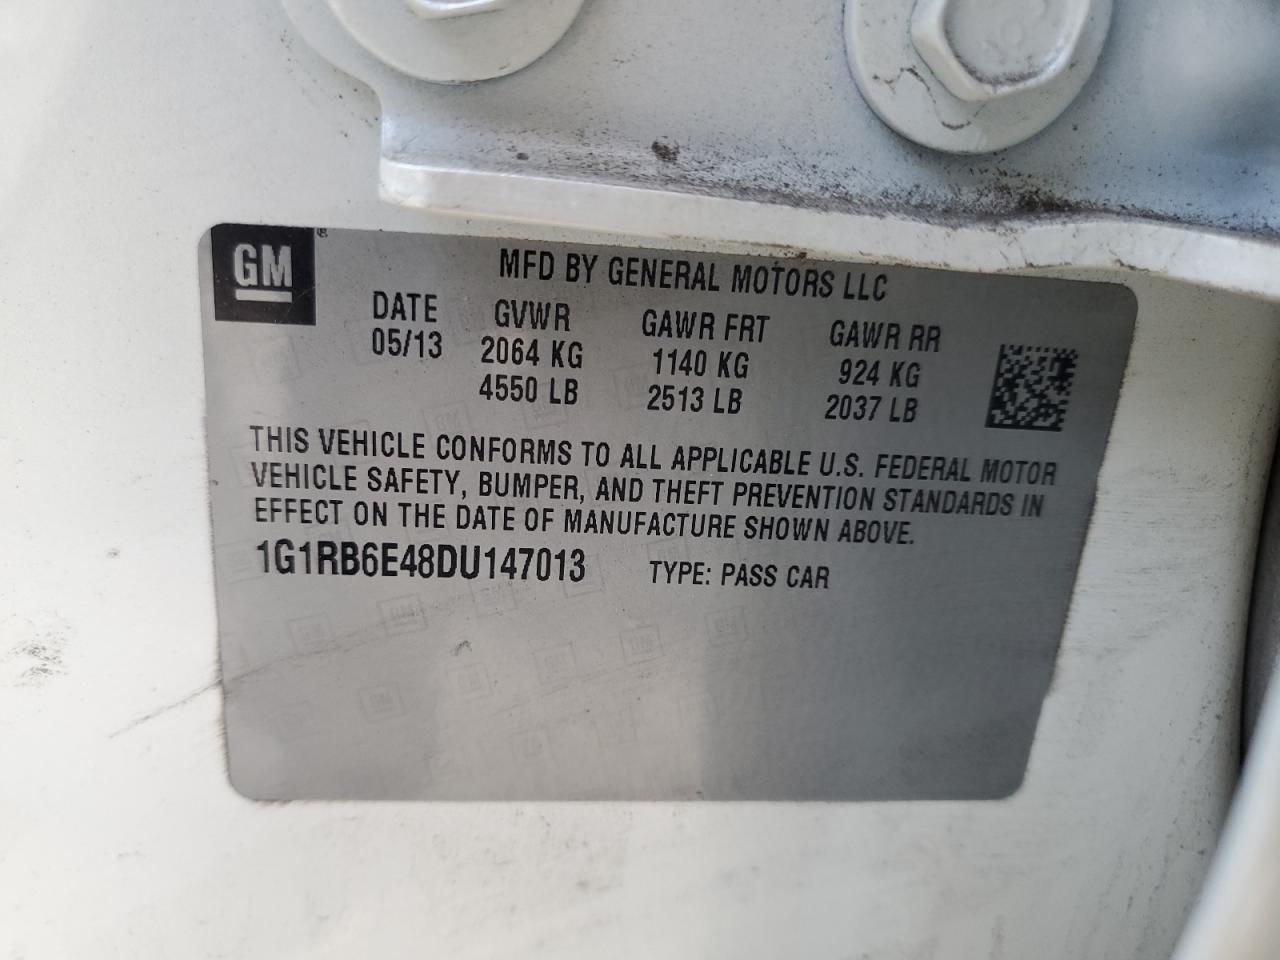 GM®
MFD BY GENERAL MOTORS LLC
DATE GVWR GAWR FRT GAWR RR
05/13 2064 KG 1140 KG 924 KG
4550 LB 2513 LB 2037 LB
THIS VEHICLE CONFORMS TO ALL APPLICABLE U.S. FEDERAL MOTOR
VEHICLE SAFETY, BUMPER, AND THEFT PREVENTION STANDARDS IN
EFFECT ON THE DATE OF MANUFACTURE SHOWN ABOVE.
1G1RB6E48DU147013 TYPE: PASS CAR